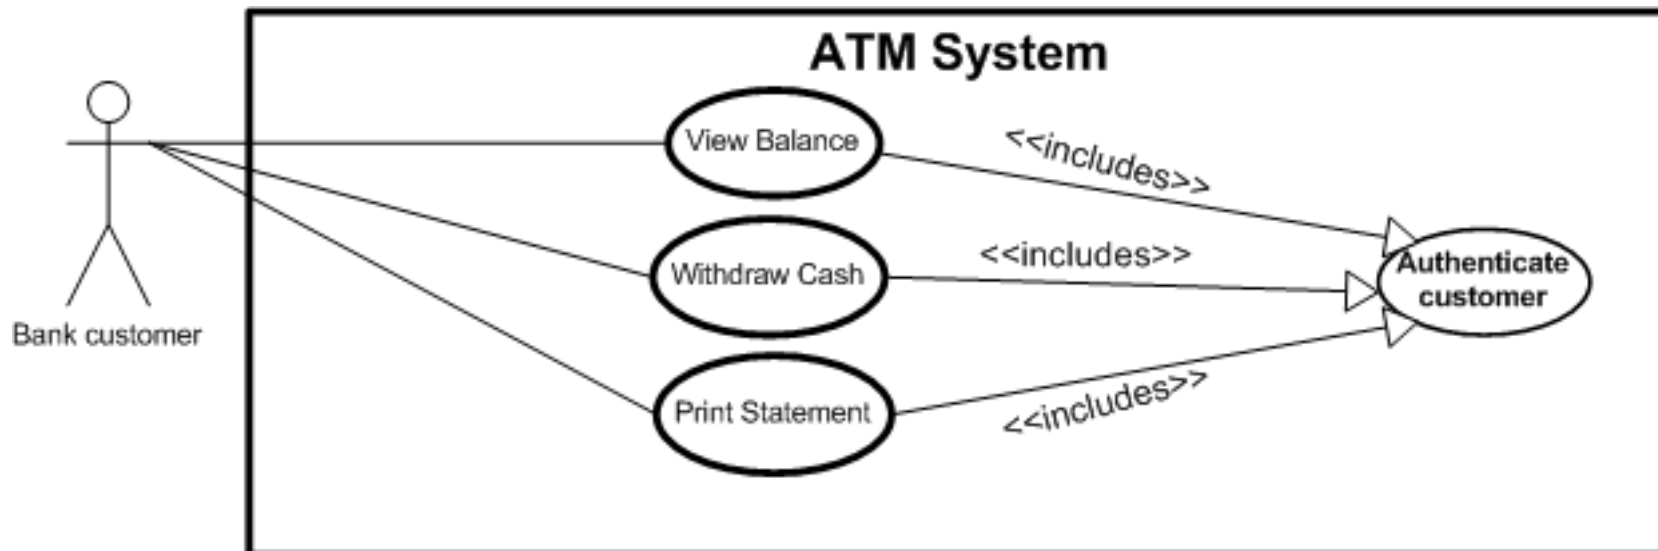 ATM System
View Balance
<<includes>>
Withdraw Cash
<<includes>>
Authenticate
customer
Bank customer
Print Statement
<<includes>>